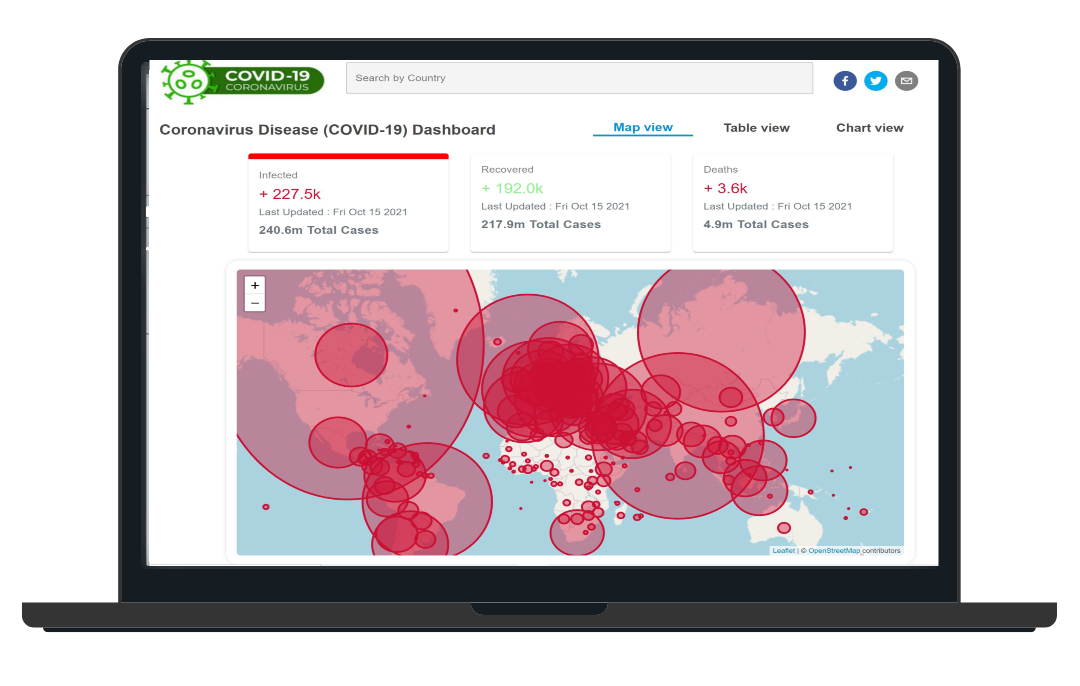 COVID-19
CORONAVIRUS
Search by Country
Coronavirus Disease (COVID-19) Dashboard
Map view
Table view
Chart view
Infected
+ 227.5k
Last Updated : Fri Oct 15 2021
240.6m Total Cases
Recovered
+ 192.0k
Last Updated : Fri Oct 15 2021
217.9m Total Cases
Deaths
+ 3.6k
Last Updated : Fri Oct 15 2021
4.9m Total Cases
+
−
Leaflet | © OpenStreetMap contributors